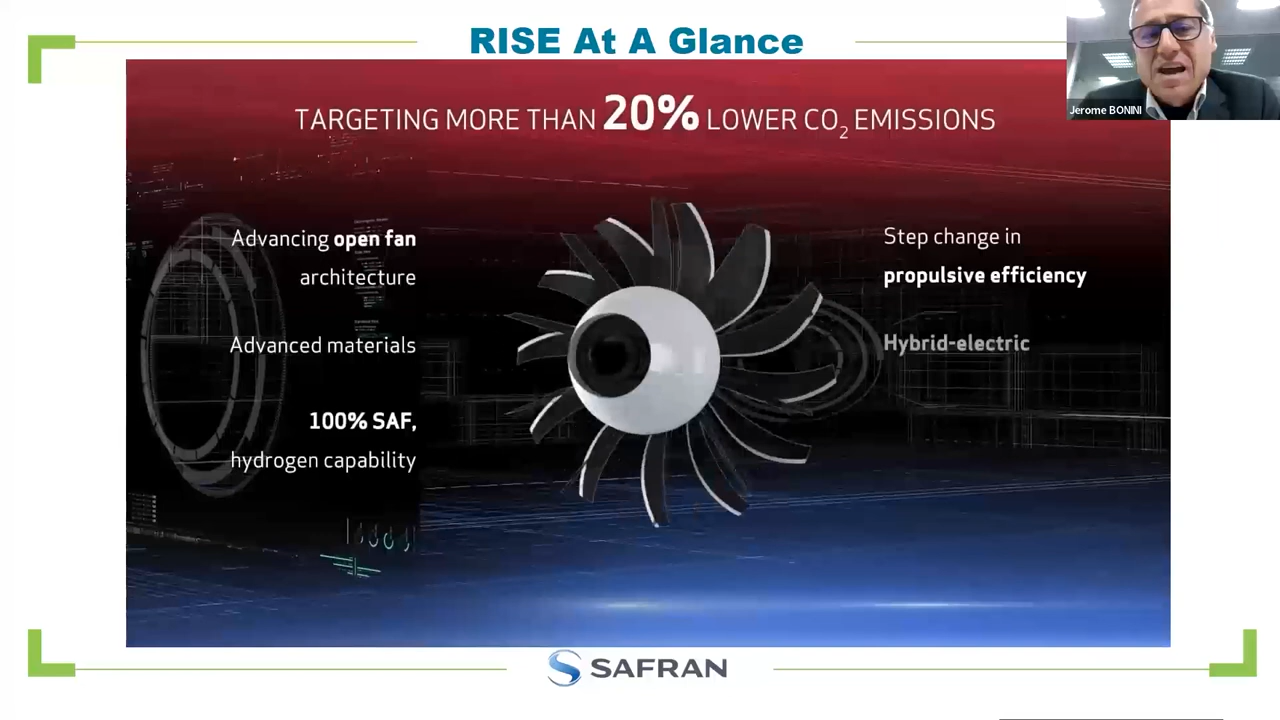 RISE At A Glance
Jerome BONINI
TARGETING MORE THAN 20% LOWER CO₂ EMISSIONS
Advancing open fan
architecture
Advanced materials
100% SAF,
hydrogen capability
Step change in
propulsive efficiency
Hybrid-electric
SAFRAN